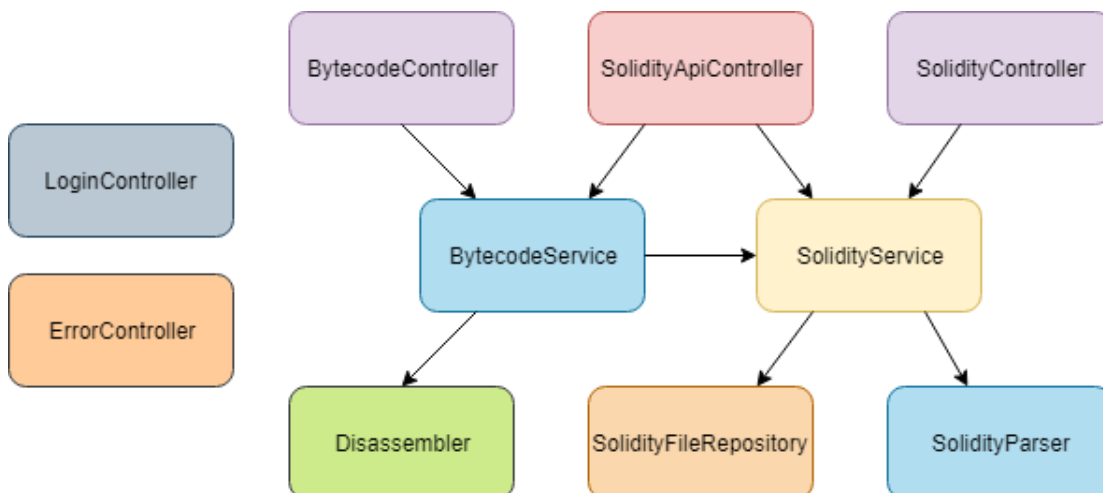 BytecodeController
SolidityApiController
SolidityController
LoginController
BytecodeService
SolidityService
ErrorController
Disassembler
SolidityFileRepository
SolidityParser